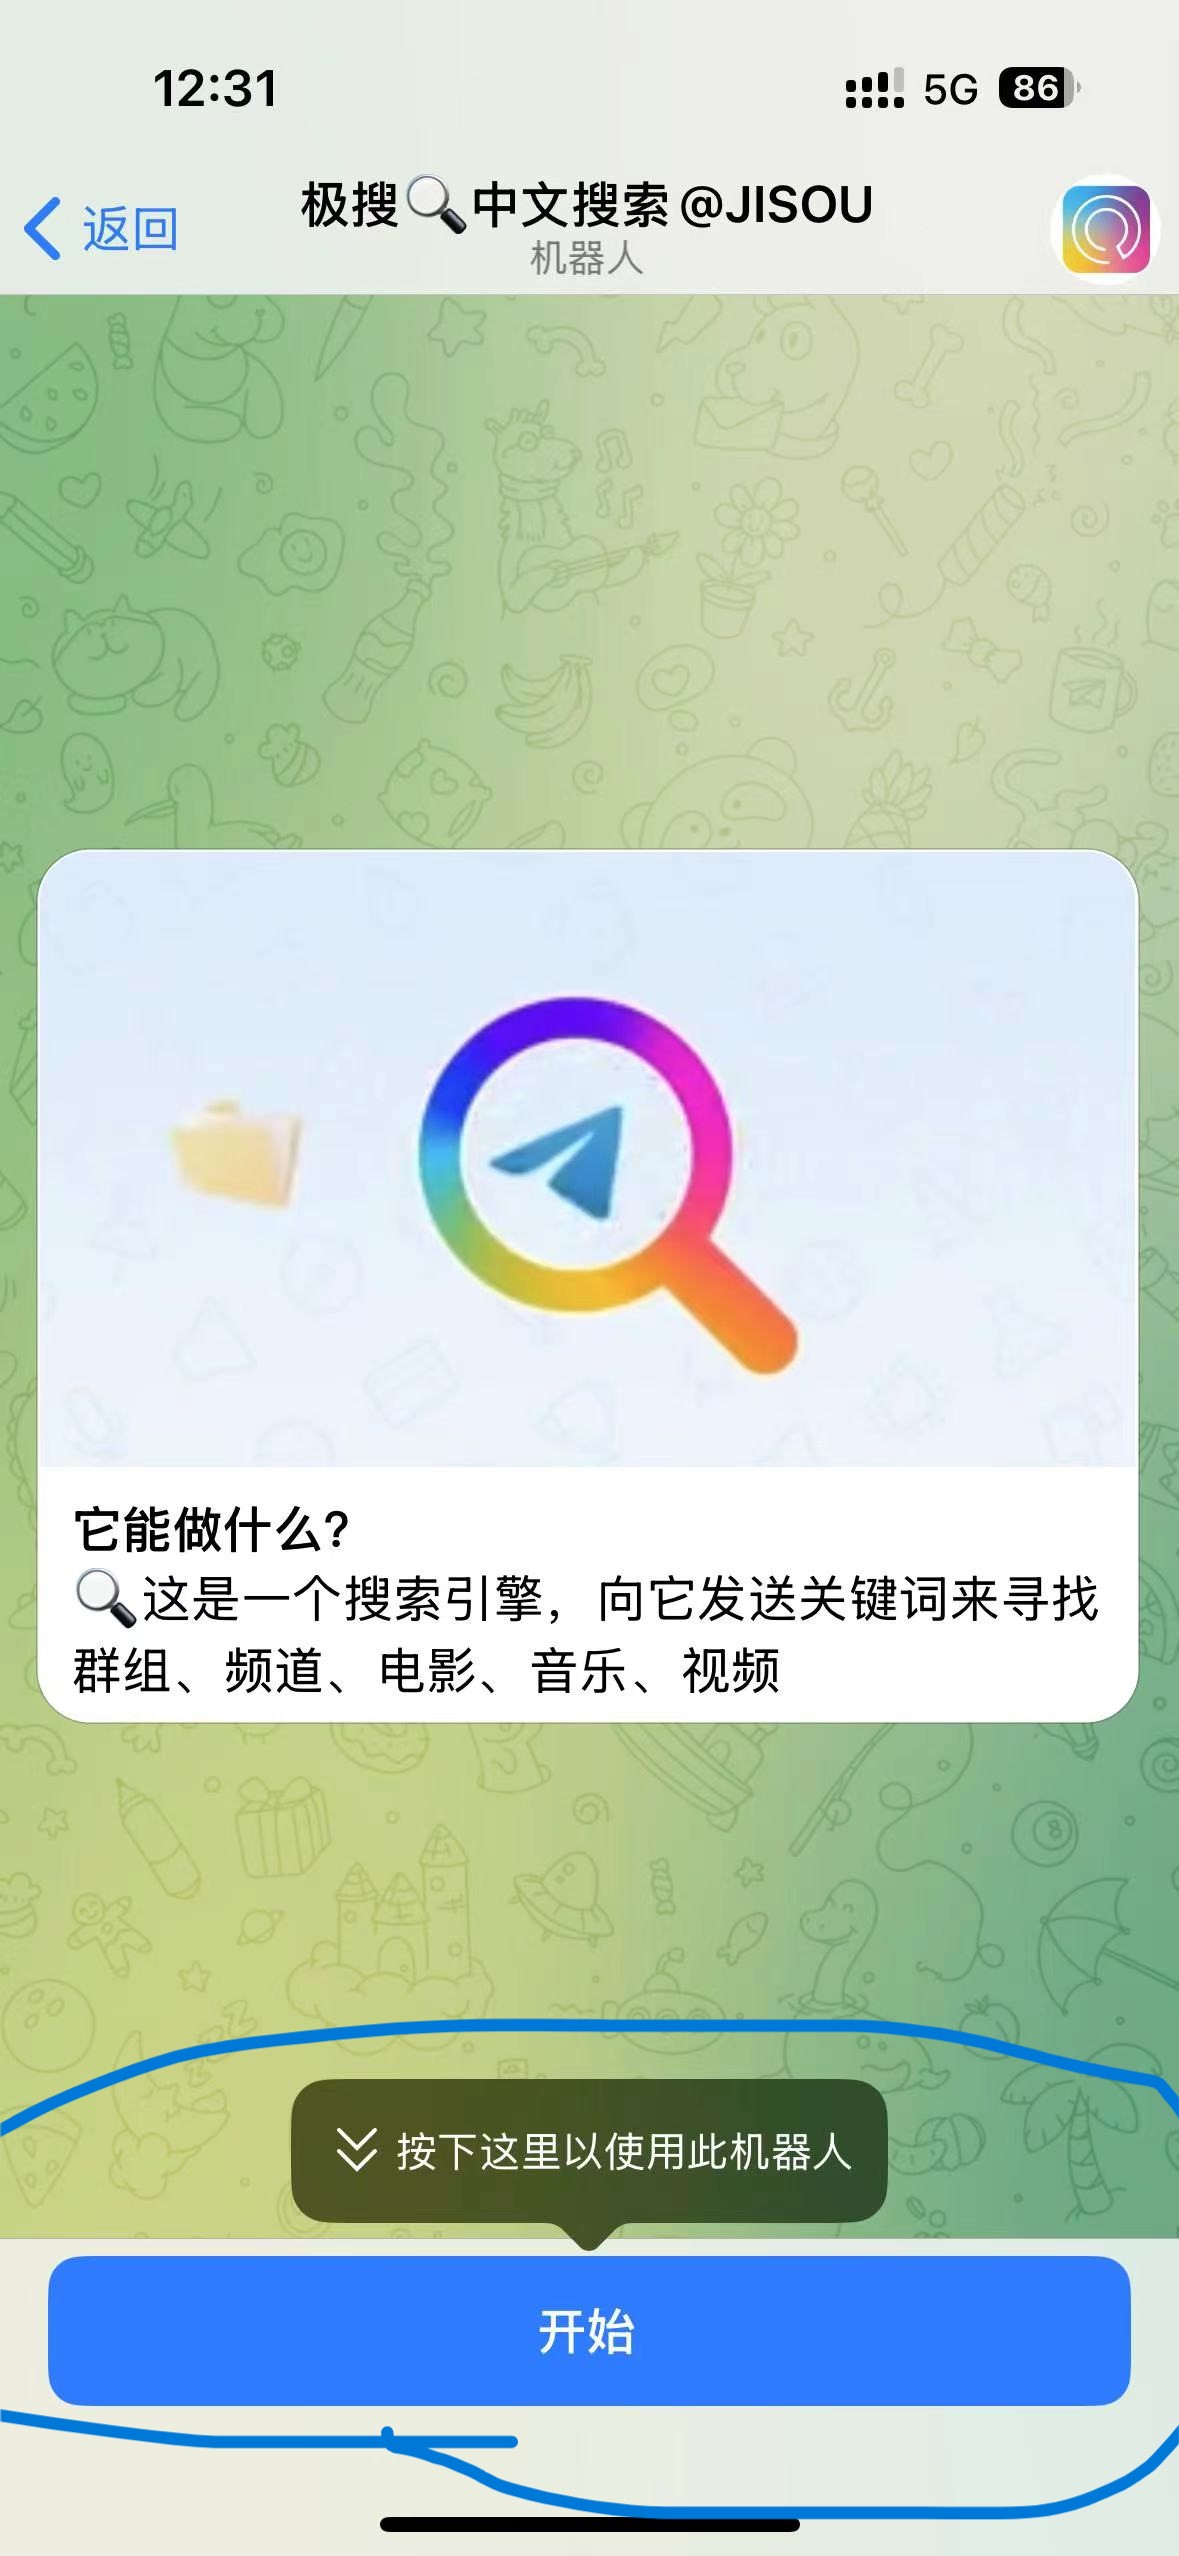 12:31 5G 86
返回 极搜🔍中文搜索 @JISOU
机器人
它能做什么?
🔍这是一个搜索引擎，向它发送关键词来寻找
群组、频道、电影、音乐、视频
按下这里以使用此机器人
开始